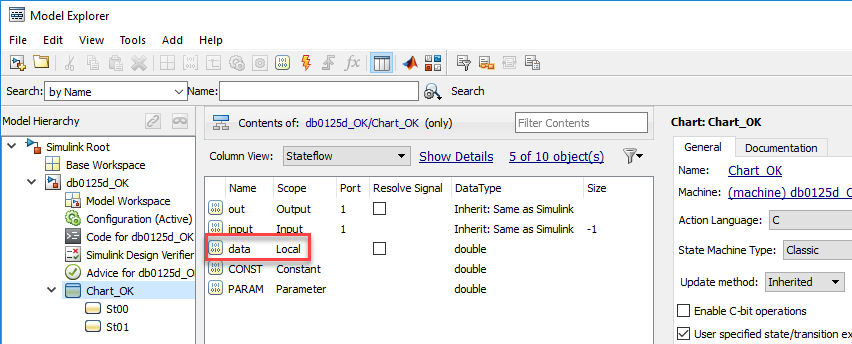 Model Explorer
File Edit View Tools Add Help
Search: by Name Name: Search
Model Hierarchy
Simulink Root
Base Workspace
db0125d_OK
Model Workspace
Configuration (Active)
Code for db0125d_OK
Simulink Design Verifier
Advice for db0125d_O
Chart_OK
St00
St01
Contents of: db0125d_OK/Chart_OK (only) Filter Contents
Column View: Stateflow Show Details 5 of 10 object(s)
Name Scope Port Resolve Signal DataType Size
out Output 1 Inherit: Same as Simulink
input Input 1 Inherit: Same as Simulink -1
data Local double
CONST Constant double
PARAM Parameter double
Chart: Chart_OK
General Documentation
Name: Chart_OK
Machine: (machine) db0125d_O
Action Language: C
State Machine Type: Classic
Update method: Inherited
Enable C-bit operations
User specified state/transition ex